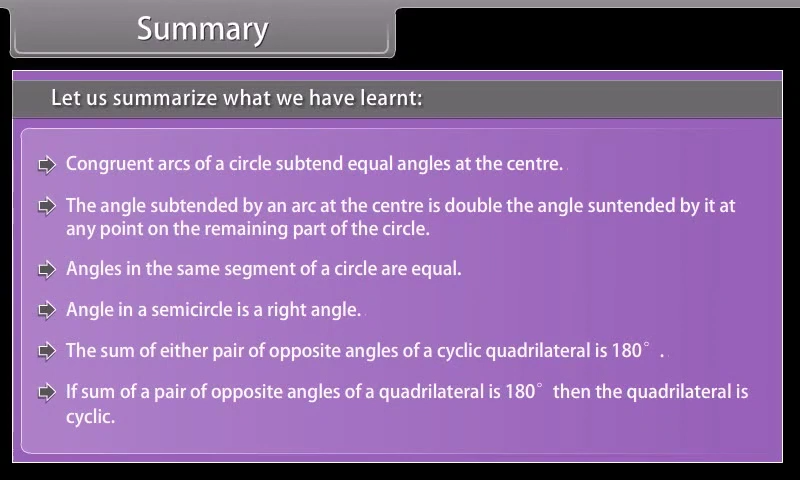 Summary
Let us summarize what we have learnt:
Congruent arcs of a circle subtend equal angles at the centre.
The angle subtended by an arc at the centre is double the angle suntended by it at
any point on the remaining part of the circle.
Angles in the same segment of a circle are equal.
Angle in a semicircle is a right angle.
The sum of either pair of opposite angles of a cyclic quadrilateral is 180° .
If sum of a pair of opposite angles of a quadrilateral is 180° then the quadrilateral is
cyclic.